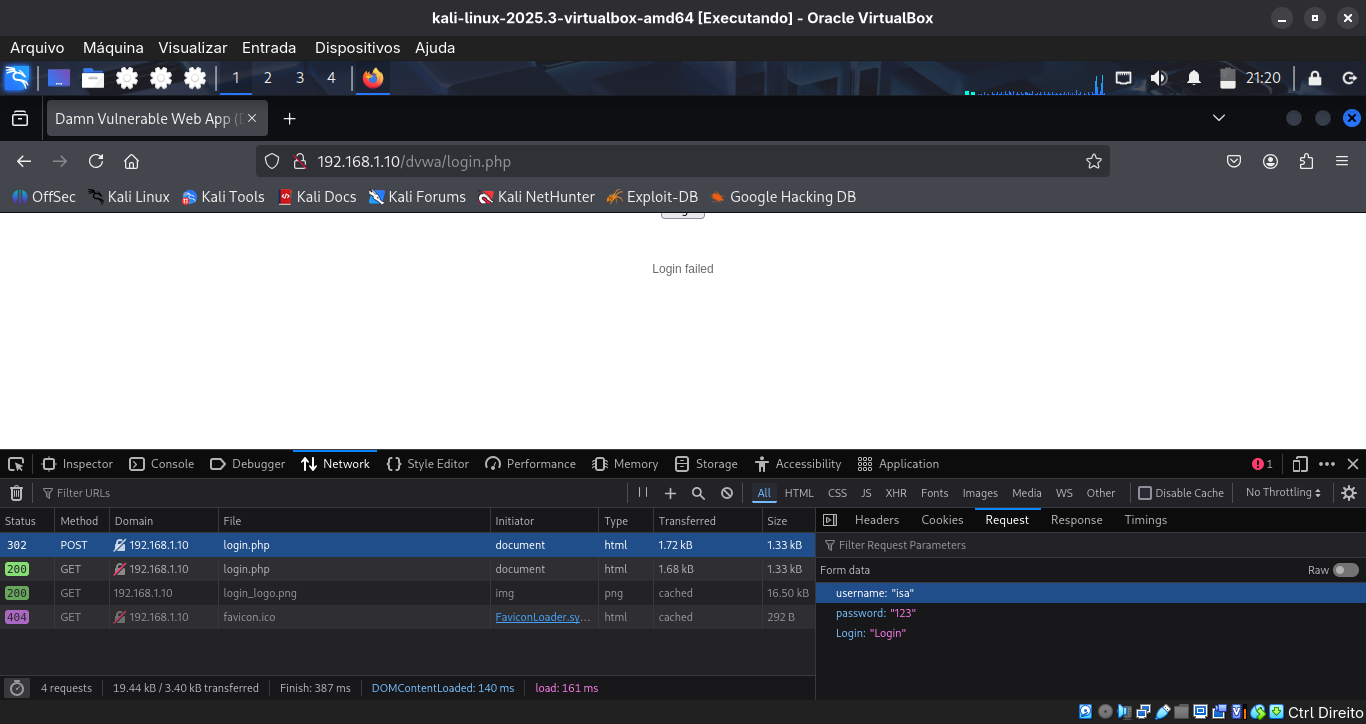 kali-linux-2025.3-virtualbox-amd64 [Executando] - Oracle VirtualBox
Arquivo Máquina Visualizar Entrada Dispositivos Ajuda
1 2 3 4 21:20
Damn Vulnerable Web App (
192.168.1.10/dvwa/login.php
OffSec Kali Linux Kali Tools Kali Docs Kali Forums Kali NetHunter Exploit-DB Google Hacking DB
Login failed
Inspector Console Debugger Network Style Editor Performance Memory Storage Accessibility Application 1
Filter URLs All HTML CSS JS XHR Fonts Images Media WS Other Disable Cache No Throttling
Status Method Domain File Initiator Type Transferred Size Headers Cookies Request Response Timings
302 POST 192.168.1.10 login.php document html 1.72 kB 1.33 kB Filter Request Parameters
200 GET 192.168.1.10 login.php document html 1.68 kB 1.33 kB Form data Raw
200 GET 192.168.1.10 login_logo.png img png cached 16.50 kB username: "isa"
404 GET 192.168.1.10 favicon.ico FaviconLoader.sy... html cached 292 B password: "123"
Login: "Login"
4 requests 19.44 kB / 3.40 kB transferred Finish: 387 ms DOMContentLoaded: 140 ms load: 161 ms
Ctrl Direito